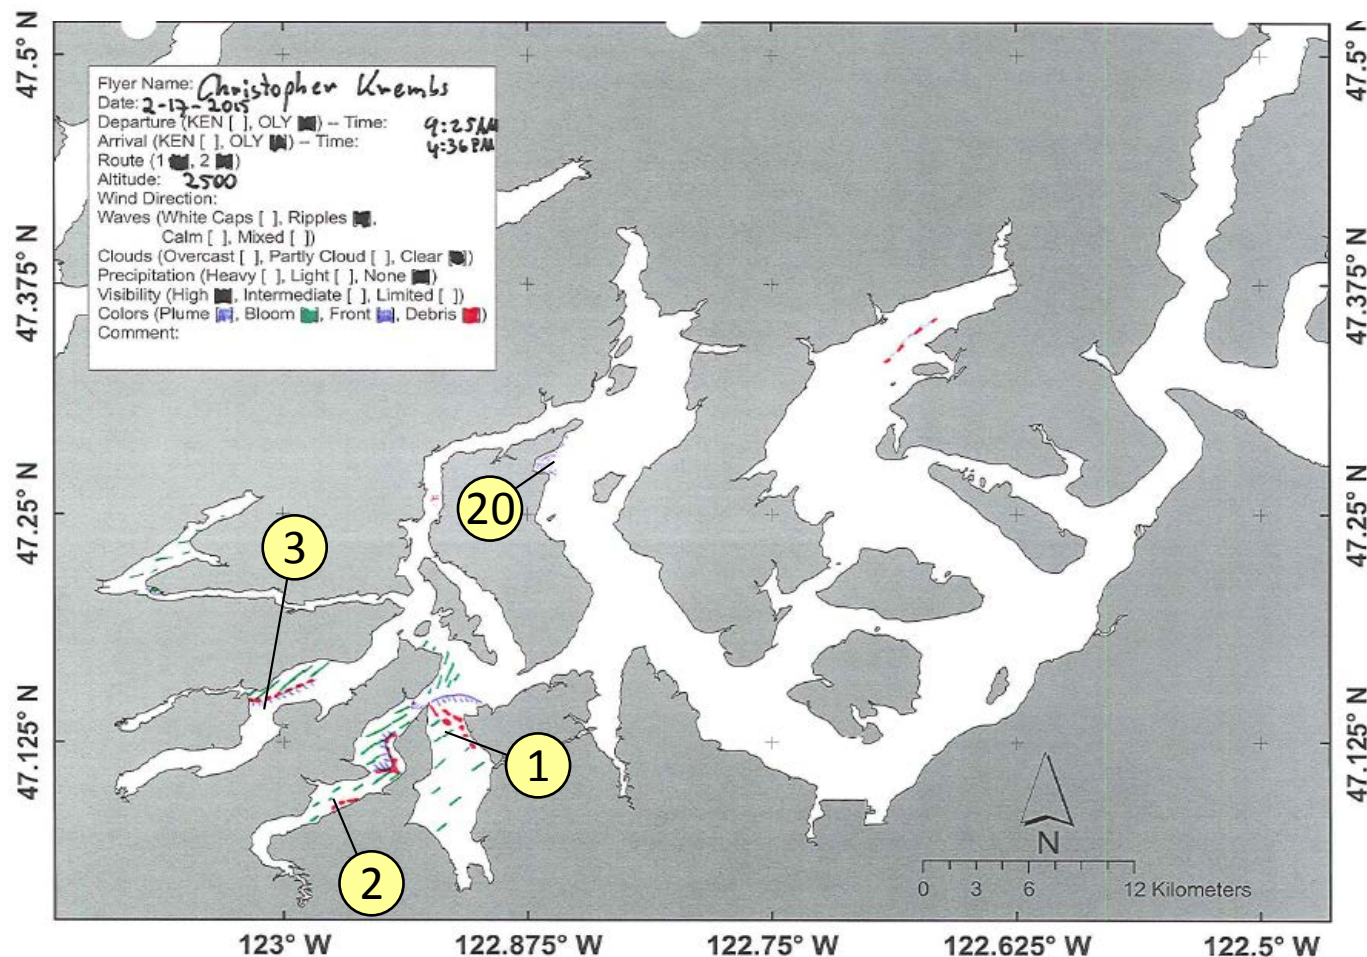 47.5° N
47.375° N
47.25° N
47.125° N
Flyer Name: Christopher Krembs
Date: 2-17-2015
Departure (KEN [ ], OLY [ ]) -- Time: 9:25AM
Arrival (KEN [ ], OLY [ ]) -- Time: 4:36PM
Route (1 [ ], 2 [ ])
Altitude: 2500
Wind Direction:
Waves (White Caps [ ], Ripples [ ],
Calm [ ], Mixed [ ])
Clouds (Overcast [ ], Partly Cloud [ ], Clear [ ])
Precipitation (Heavy [ ], Light [ ], None [ ])
Visibility (High [ ], Intermediate [ ], Limited [ ])
Colors (Plume [ ], Bloom [ ], Front [ ], Debris [ ])
Comment:
20
3
1
2
N
0 3 6 12 Kilometers
47.5° N
47.375° N
47.25° N
47.125° N
123° W 122.875° W 122.75° W 122.625° W 122.5° W